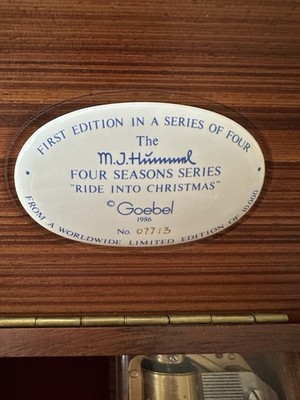 FIRST EDITION IN A SERIES OF FOUR
The
M.J.Hummel
FOUR SEASONS SERIES
"RIDE INTO CHRISTMAS"
© Goebel
1986
No. 07713
FROM A WORLDWIDE LIMITED EDITION OF 10,000